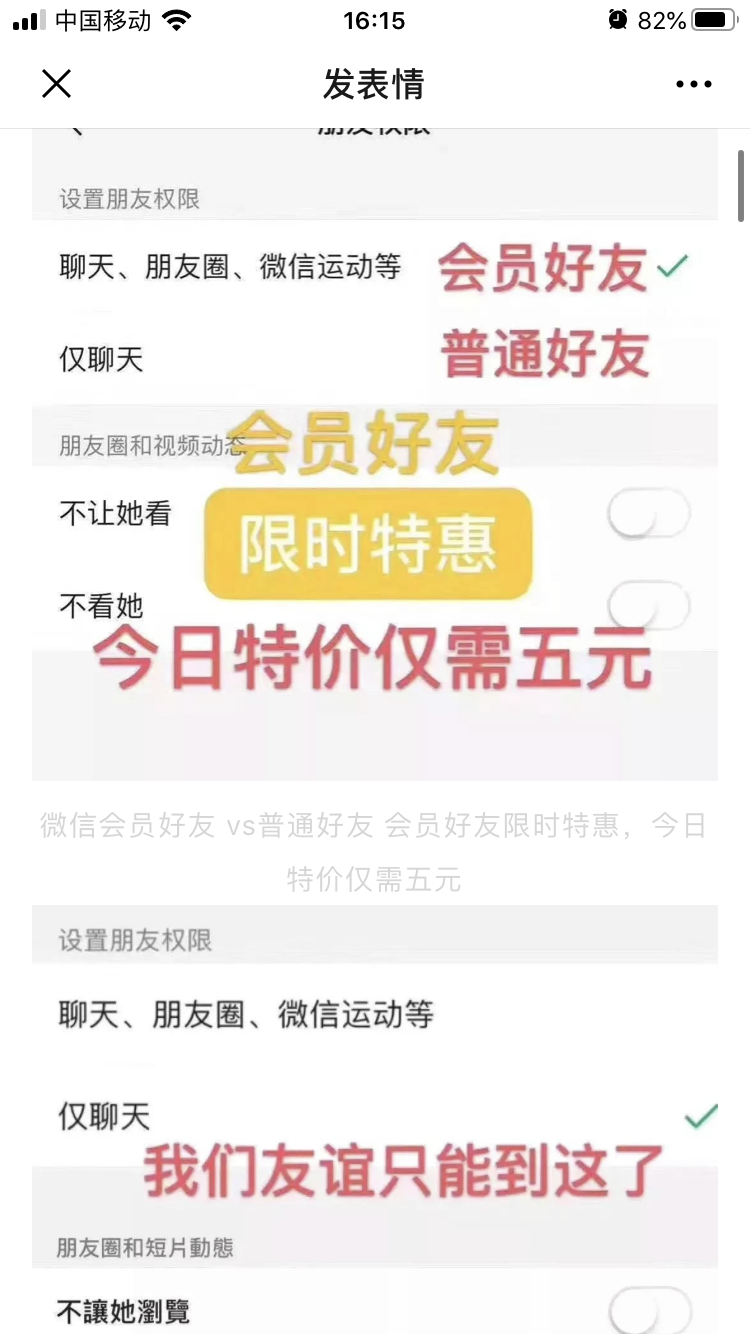 中国移动 16:15 82%
发表情
朋友权限
设置朋友权限
聊天、朋友圈、微信运动等 会员好友
仅聊天 普通好友
朋友圈和视频动态
会员好友
不让她看
限时特惠
不看她
今日特价仅需五元
微信会员好友 vs普通好友 会员好友限时特惠，今日
特价仅需五元
设置朋友权限
聊天、朋友圈、微信运动等
仅聊天
我们友谊只能到这了
朋友圈和短片動態
不讓她瀏覽